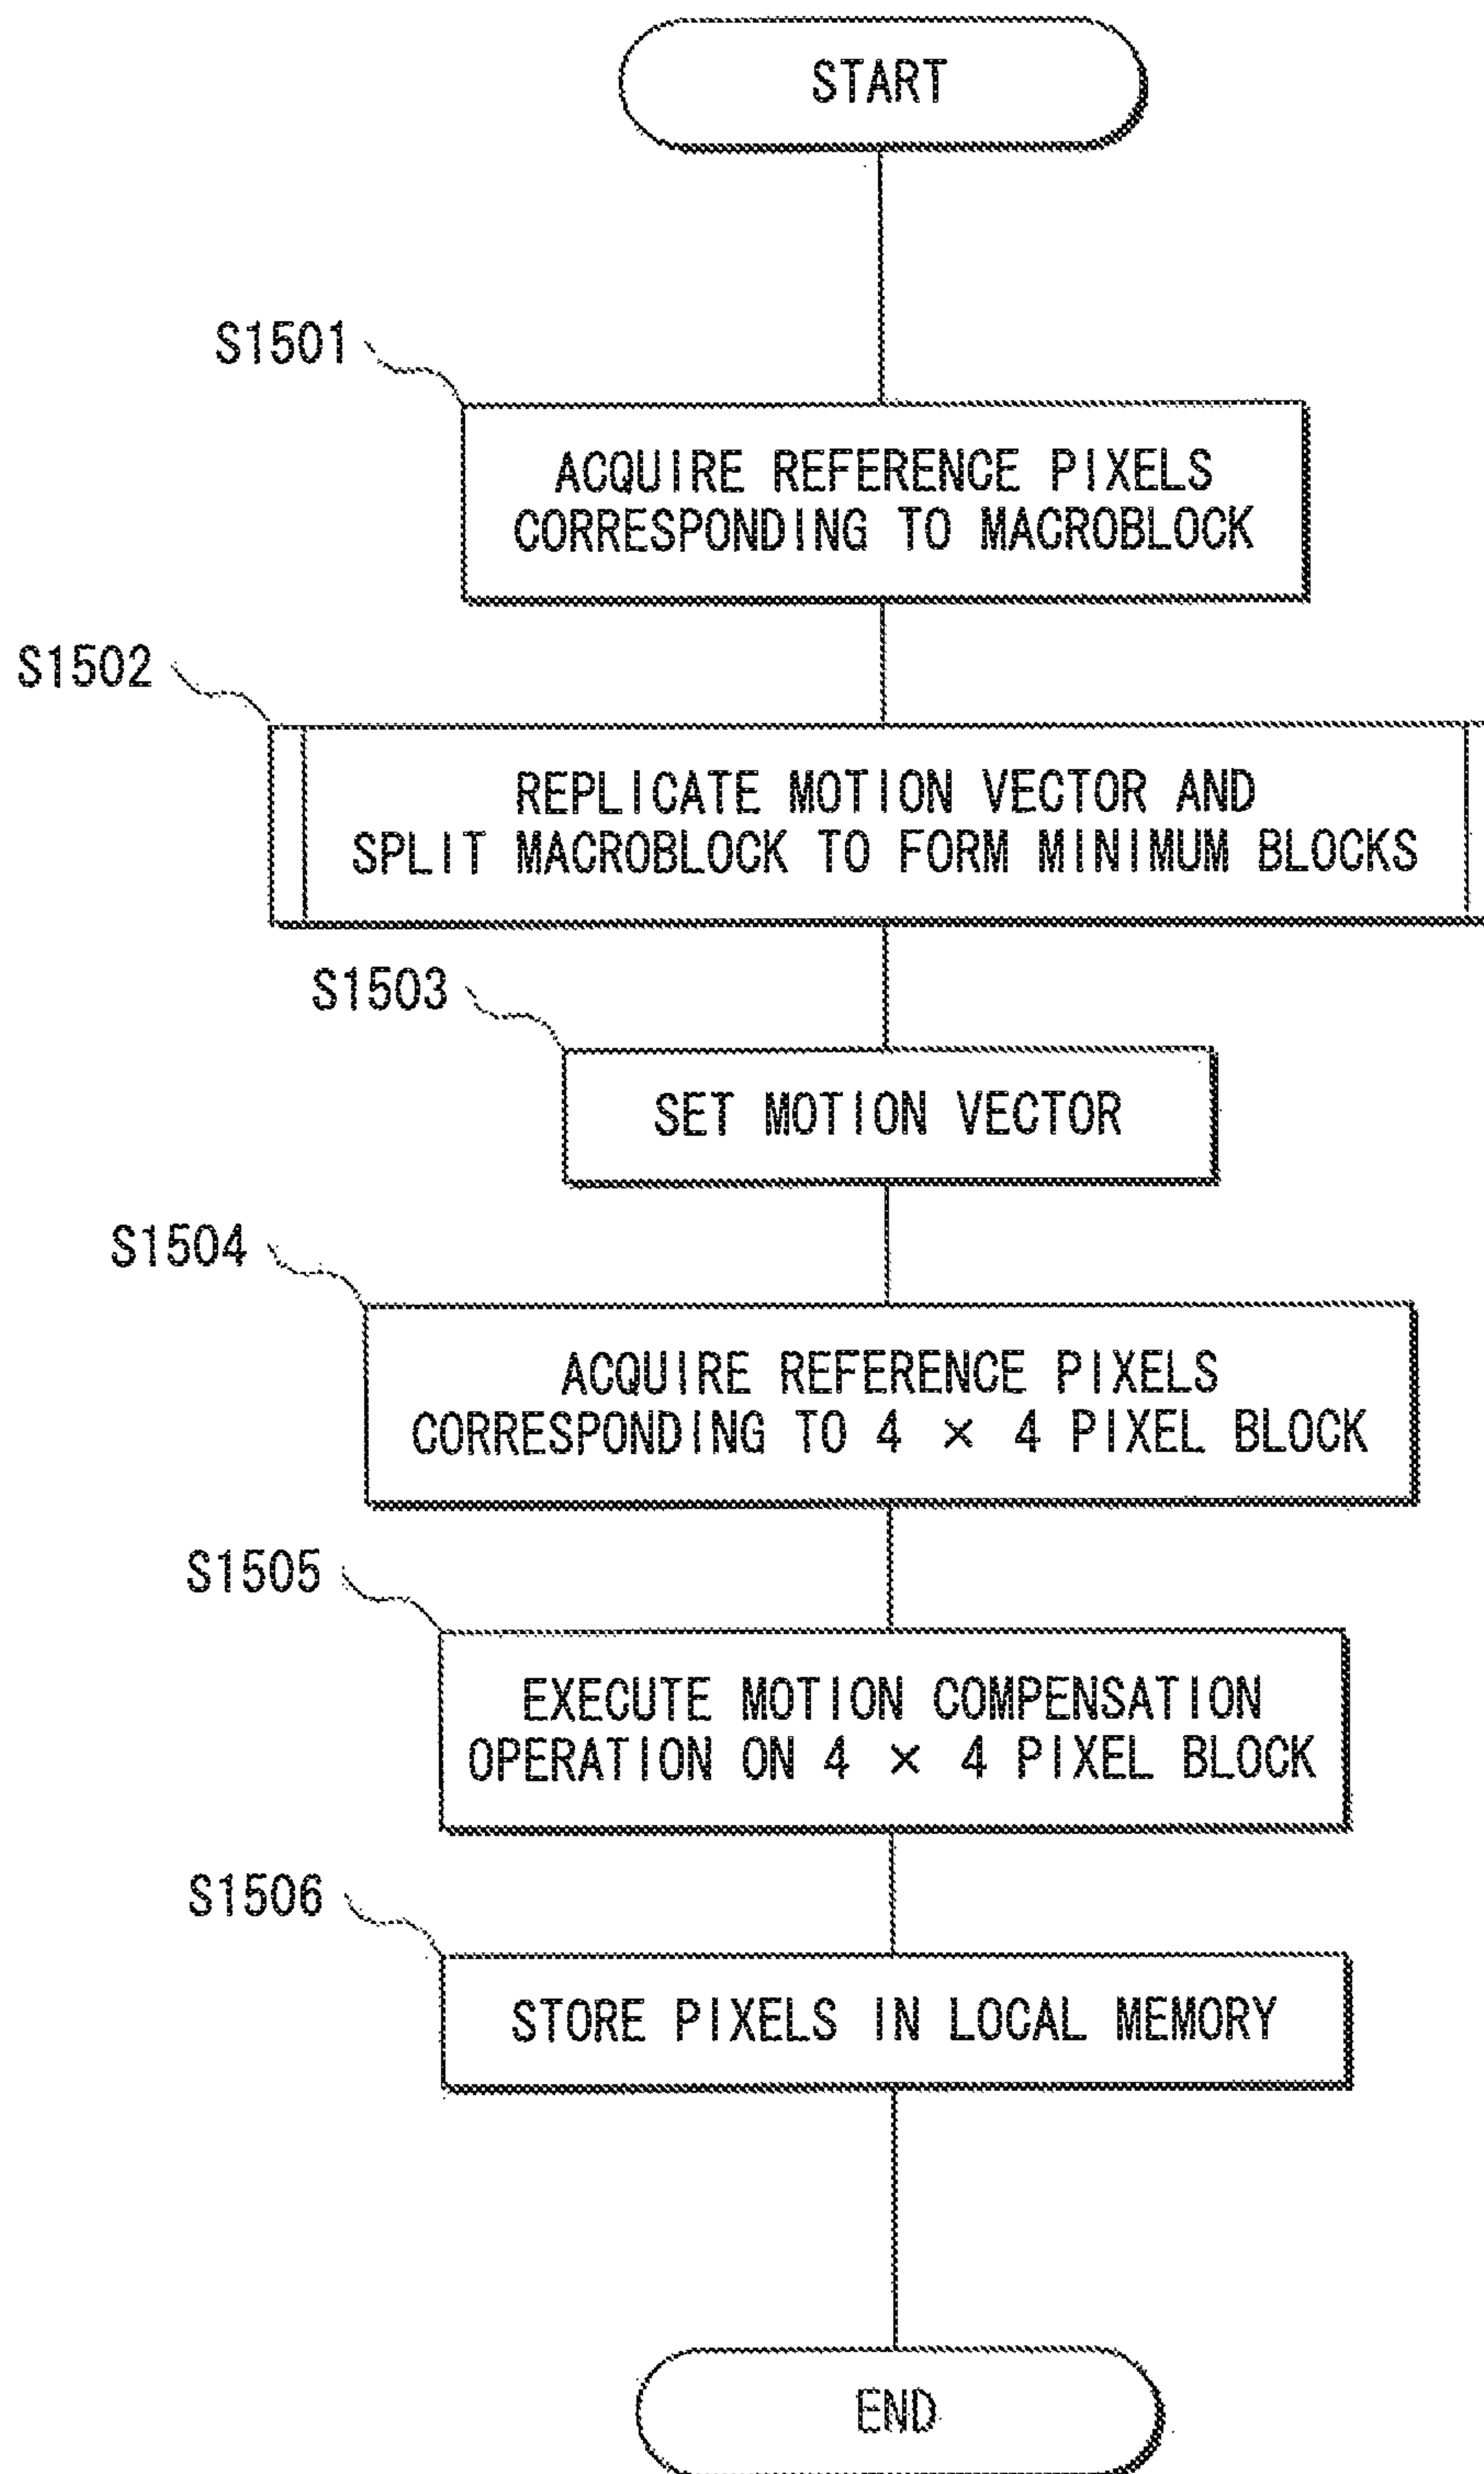 START
S1501
ACQUIRE REFERENCE PIXELS
CORRESPONDING TO MACROBLOCK
S1502
REPLICATE MOTION VECTOR AND
SPLIT MACROBLOCK TO FORM MINIMUM BLOCKS
S1503
SET MOTION VECTOR
S1504
ACQUIRE REFERENCE PIXELS
CORRESPONDING TO 4 × 4 PIXEL BLOCK
S1505
EXECUTE MOTION COMPENSATION
OPERATION ON 4 × 4 PIXEL BLOCK
S1506
STORE PIXELS IN LOCAL MEMORY
END